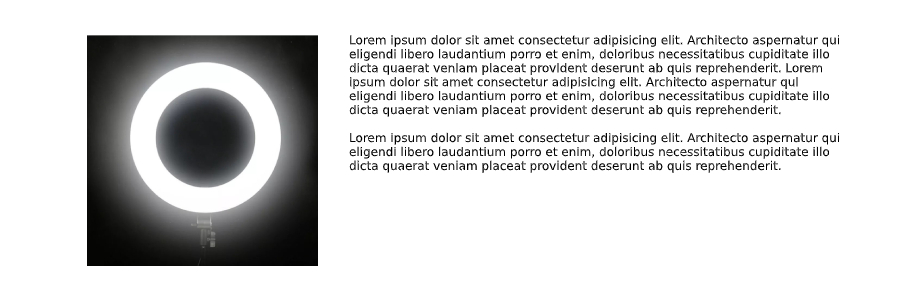 Lorem ipsum dolor sit amet consectetur adipisicing elit. Architecto aspernatur qui
eligendi libero laudantium porro et enim, doloribus necessitatibus cupiditate illo
dicta quaerat veniam placeat provident deserunt ab quis reprehenderit. Lorem
ipsum dolor sit amet consectetur adipisicing elit. Architecto aspernatur qui
eligendi libero laudantium porro et enim, doloribus necessitatibus cupiditate illo
dicta quaerat veniam placeat provident deserunt ab quis reprehenderit.
Lorem ipsum dolor sit amet consectetur adipisicing elit. Architecto aspernatur qui
eligendi libero laudantium porro et enim, doloribus necessitatibus cupiditate illo
dicta quaerat veniam placeat provident deserunt ab quis reprehenderit.